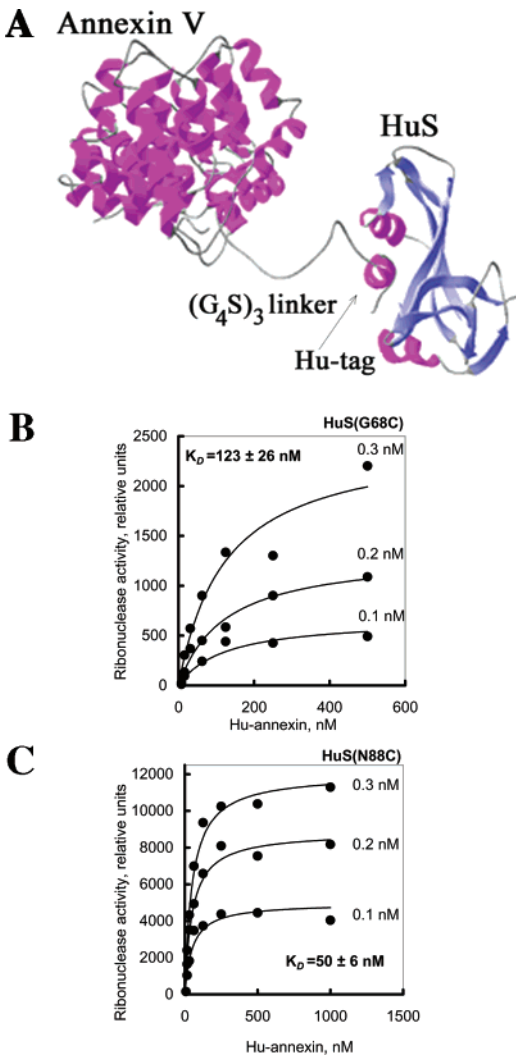 A
Annexin V
HuS
(G4S)3 linker
Hu-tag
B
HuS(G68C)
KD = 123 ± 26 nM
0.3 nM
0.2 nM
0.1 nM
2500
2000
1500
1000
500
0
0 200 400 600
Ribonuclease activity, relative units
Hu-annexin, nM
C
HuS(N88C)
0.3 nM
0.2 nM
0.1 nM
KD = 50 ± 6 nM
12000
10000
8000
6000
4000
2000
0
0 500 1000 1500
Ribonuclease activity, relative units
Hu-annexin, nM